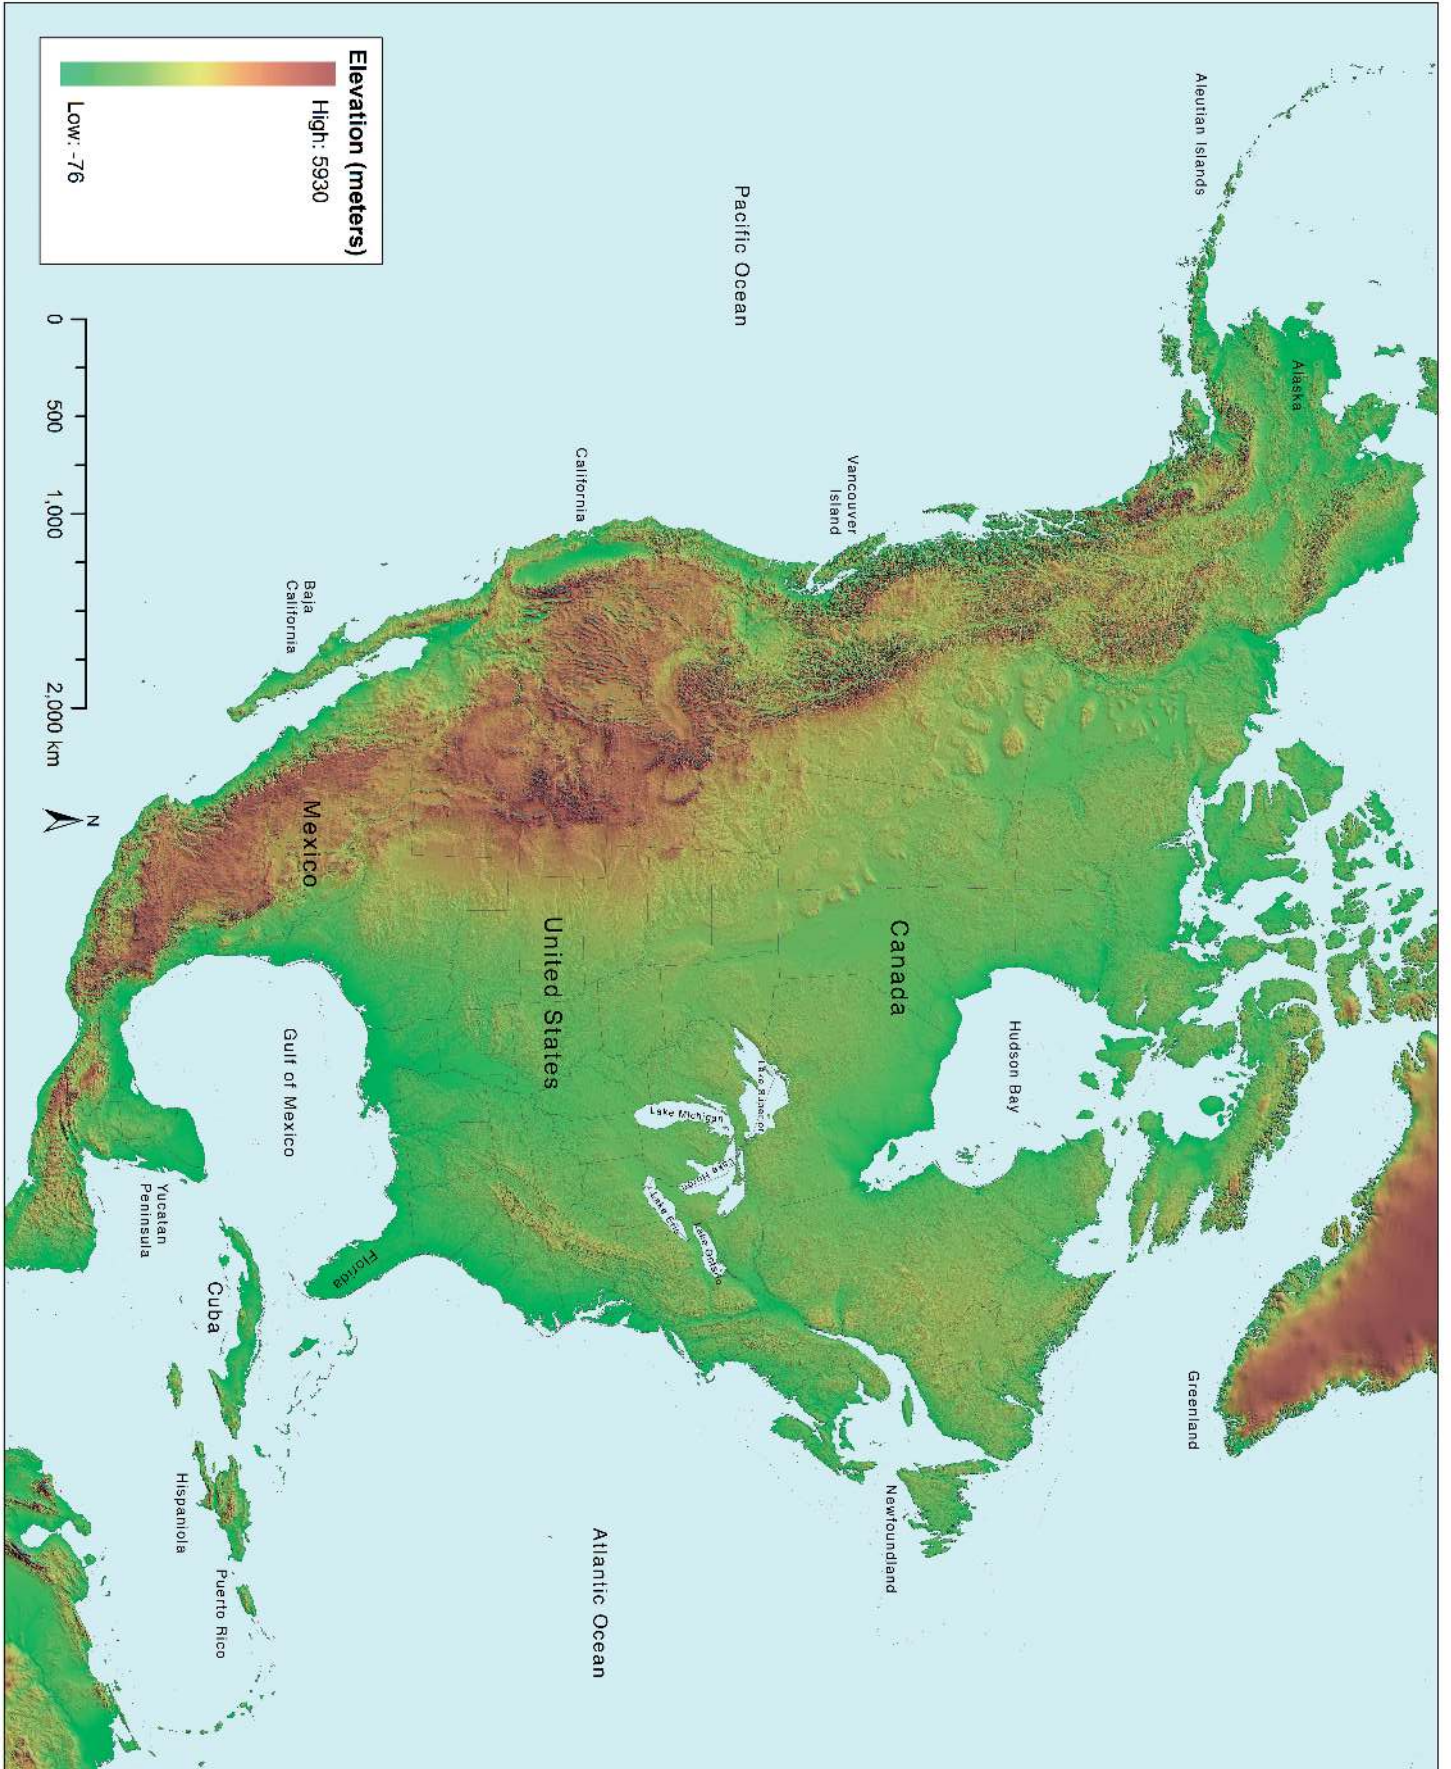 Aleutian Islands
Alaska
Pacific Ocean
Vancouver
Island
California
Baja
California
Canada
Hudson Bay
Greenland
United States
Lake Superior
Lake Michigan
Lake Huron
Lake Erie
Lake Ontario
Newfoundland
Mexico
Gulf of Mexico
Florida
Atlantic Ocean
Yucatan
Peninsula
Cuba
Hispaniola
Puerto Rico
Elevation (meters)
High: 5930
Low: -76
0 500 1,000 2,000 km
N